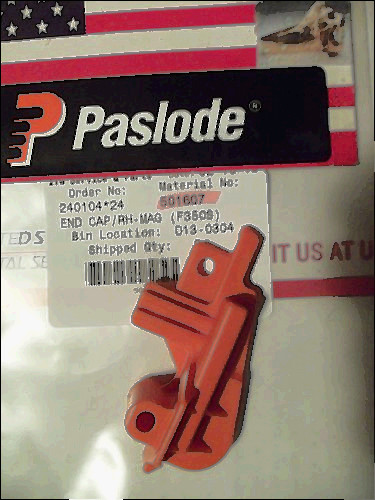 Paslode®
Order No: Material No:
240104*24 501607
END CAP/RH-MAG (F350S)
Bin Location: 013-0304
Shipped Qty:
IT US AT U